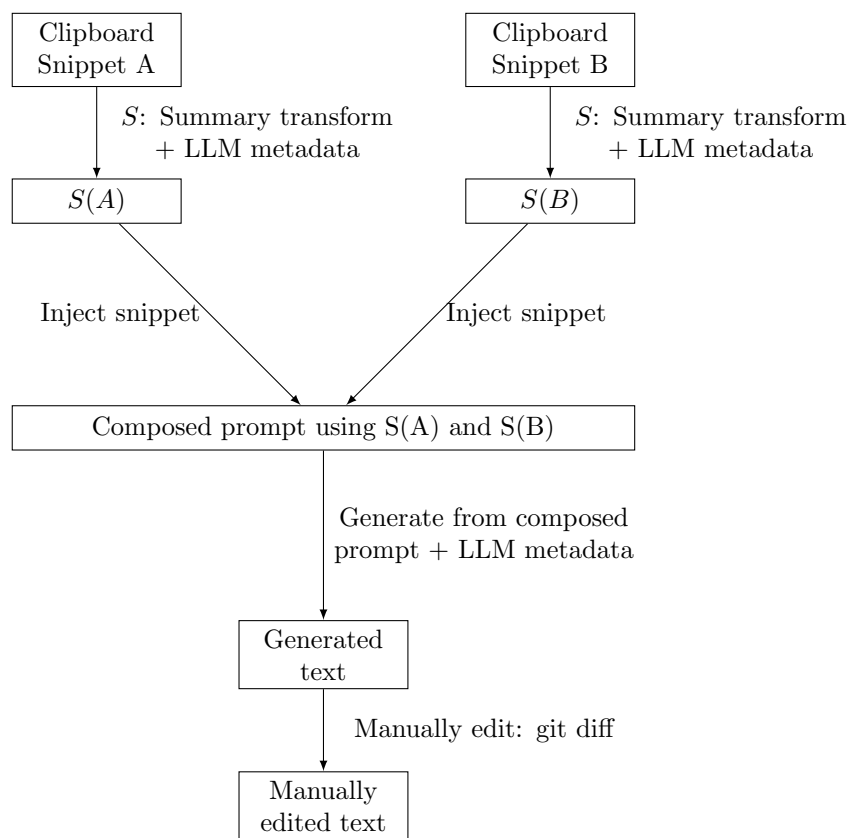 Clipboard
Snippet A
Clipboard
Snippet B
S: Summary transform
+ LLM metadata
S: Summary transform
+ LLM metadata
S(A)
S(B)
Inject snippet
Inject snippet
Composed prompt using S(A) and S(B)
Generate from composed
prompt + LLM metadata
Generated
text
Manually edit: git diff
Manually
edited text